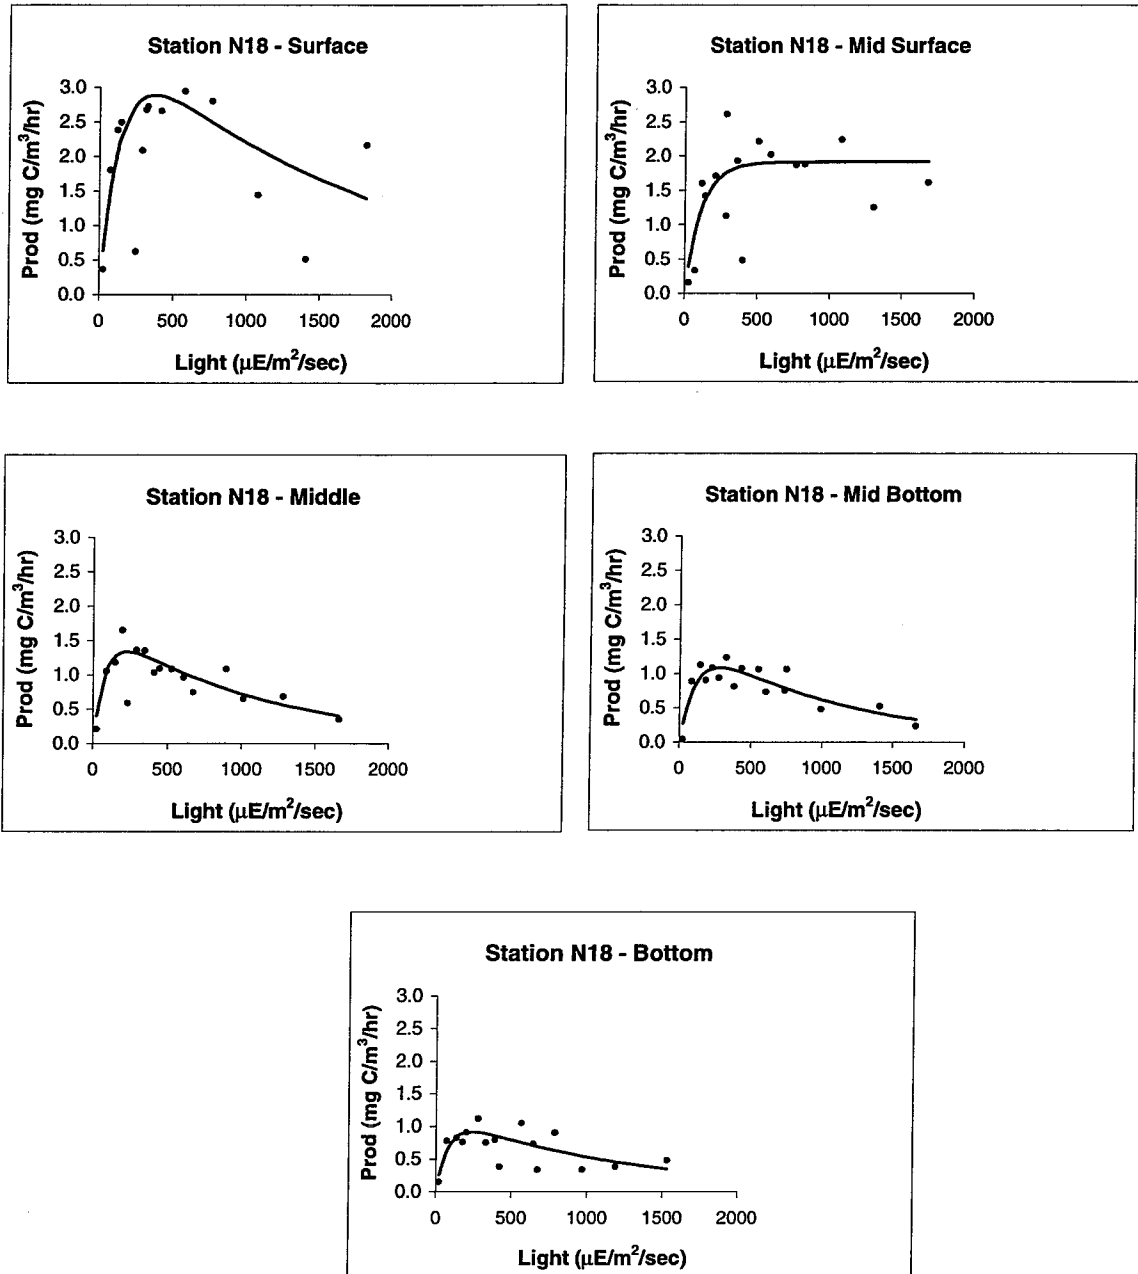 Station N18 - Surface
Prod (mg C/m³/hr)
3.0
2.5
2.0
1.5
1.0
0.5
0.0
0 500 1000 1500 2000
Light (µE/m²/sec)
Station N18 - Mid Surface
Prod (mg C/m³/hr)
3.0
2.5
2.0
1.5
1.0
0.5
0.0
0 500 1000 1500 2000
Light (µE/m²/sec)
Station N18 - Middle
Prod (mg C/m³/hr)
3.0
2.5
2.0
1.5
1.0
0.5
0.0
0 500 1000 1500 2000
Light (µE/m²/sec)
Station N18 - Mid Bottom
Prod (mg C/m³/hr)
3.0
2.5
2.0
1.5
1.0
0.5
0.0
0 500 1000 1500 2000
Light (µE/m²/sec)
Station N18 - Bottom
Prod (mg C/m³/hr)
3.0
2.5
2.0
1.5
1.0
0.5
0.0
0 500 1000 1500 2000
Light (µE/m²/sec)